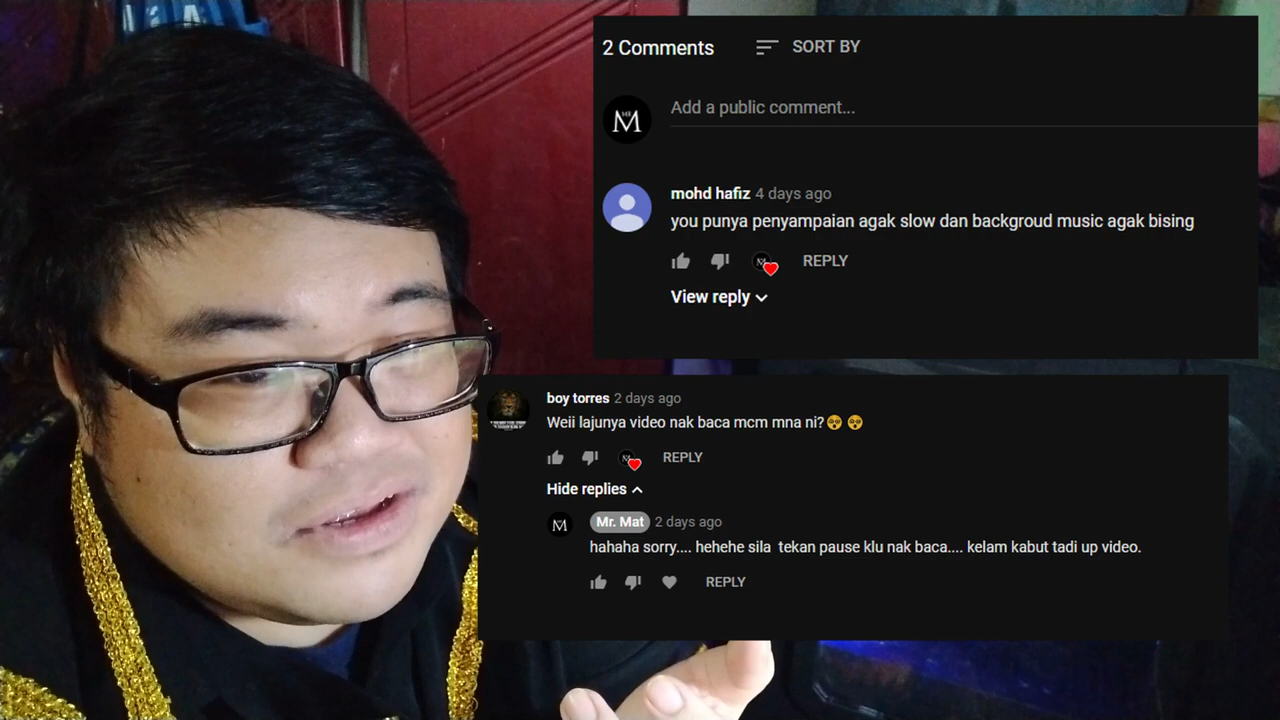 2 Comments
SORT BY
Add a public comment...
mohd hafiz 4 days ago
you punya penyampaian agak slow dan backgroud music agak bising
REPLY
View reply
boy torres 2 days ago
Weii lajunya video nak baca mcm mna ni?😵 😵
REPLY
Hide replies
Mr. Mat 2 days ago
hahaha sorry.... hehehe sila tekan pause klu nak baca.... kelam kabut tadi up video.
REPLY